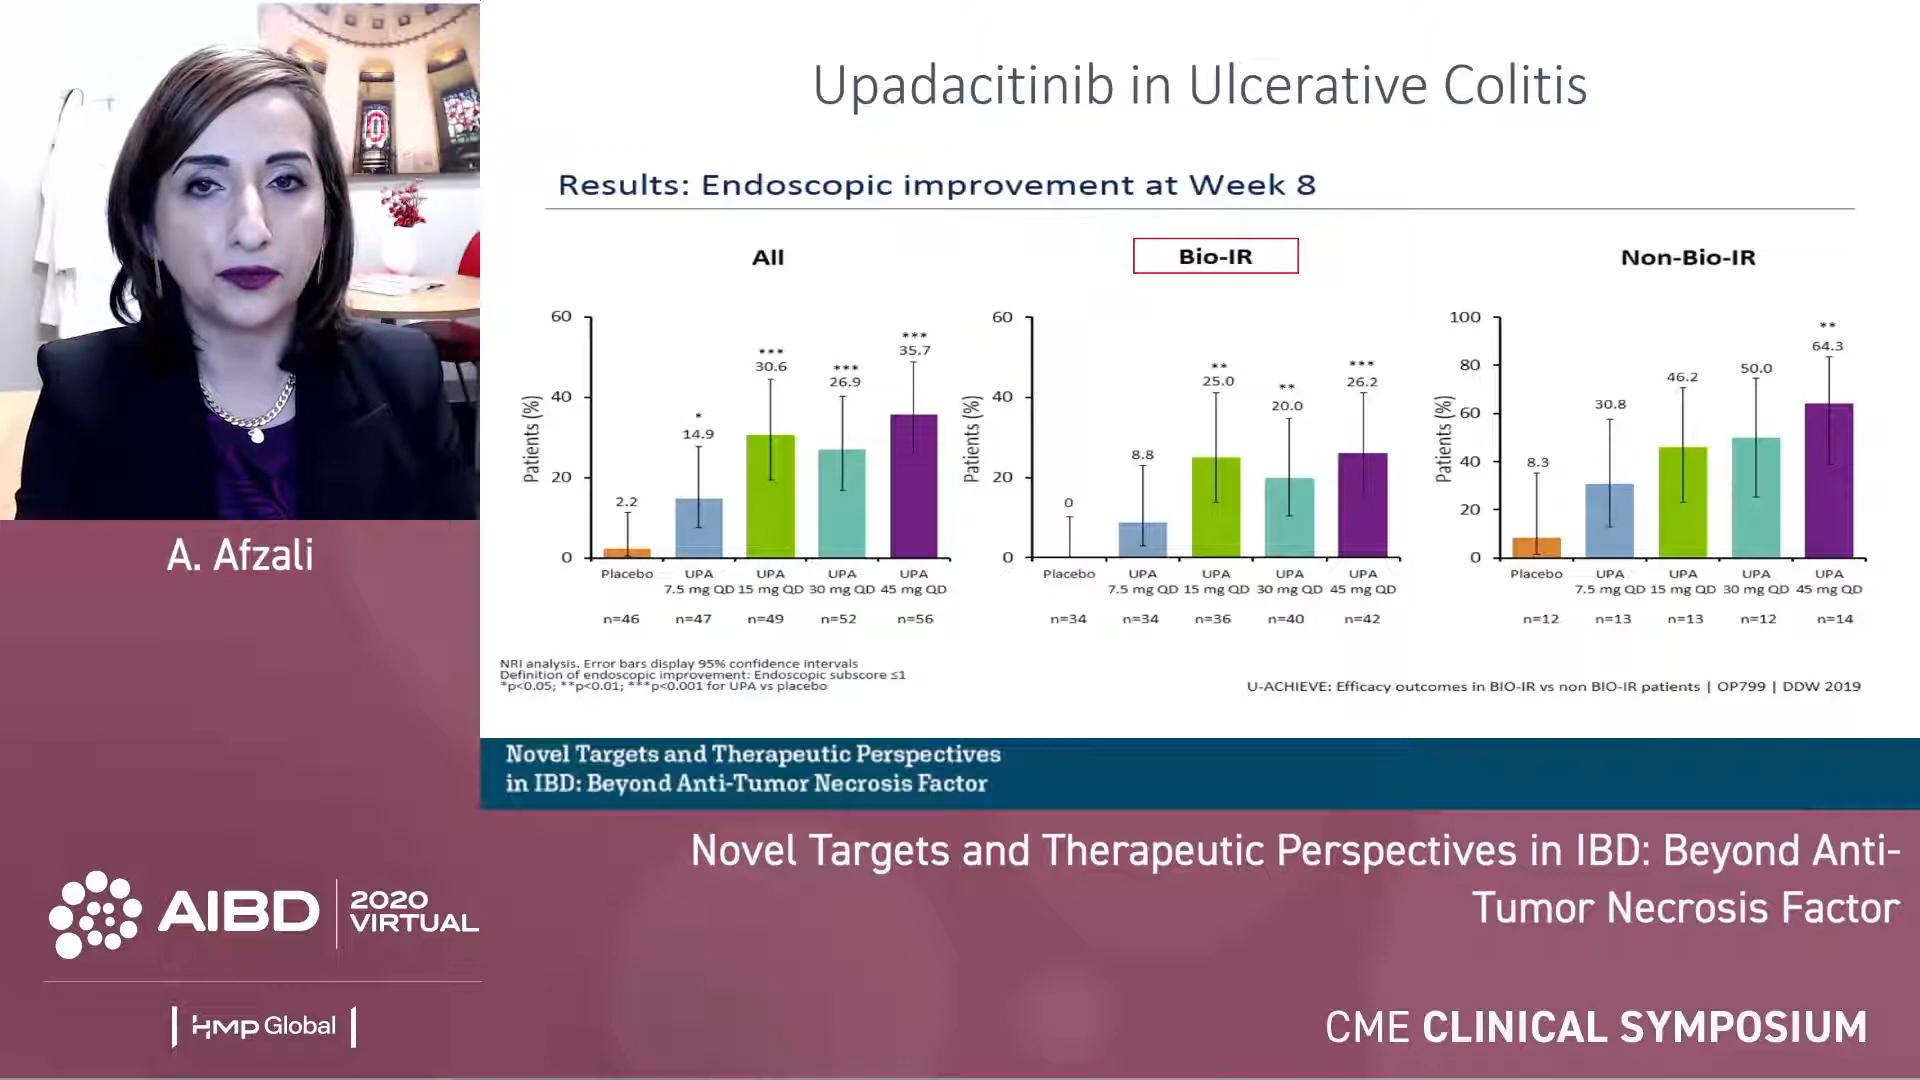 Upadacitinib in Ulcerative Colitis
Results: Endoscopic improvement at Week 8
All
Patients (%)
60
40
20
0
2.2
*
14.9
***
30.6
***
26.9
***
35.7
Placebo
UPA
7.5 mg QD
UPA
15 mg QD
UPA
30 mg QD
UPA
45 mg QD
n=46
n=47
n=49
n=52
n=56
Bio-IR
Patients (%)
60
40
20
0
0
8.8
**
25.0
**
20.0
***
26.2
Placebo
UPA
7.5 mg QD
UPA
15 mg QD
UPA
30 mg QD
UPA
45 mg QD
n=34
n=34
n=36
n=40
n=42
Non-Bio-IR
Patients (%)
100
80
60
40
20
0
8.3
30.8
46.2
50.0
**
64.3
Placebo
UPA
7.5 mg QD
UPA
15 mg QD
UPA
30 mg QD
UPA
45 mg QD
n=12
n=13
n=13
n=12
n=14
NRI analysis. Error bars display 95% confidence intervals
Definition of endoscopic improvement: Endoscopic subscore ≤1
*p<0.05; **p<0.01; ***p<0.001 for UPA vs placebo
U-ACHIEVE: Efficacy outcomes in BIO-IR vs non BIO-IR patients | OP799 | DDW 2019
A. Afzali
Novel Targets and Therapeutic Perspectives
in IBD: Beyond Anti-Tumor Necrosis Factor
Novel Targets and Therapeutic Perspectives in IBD: Beyond Anti-
Tumor Necrosis Factor
AIBD
2020
VIRTUAL
HMP Global
CME CLINICAL SYMPOSIUM